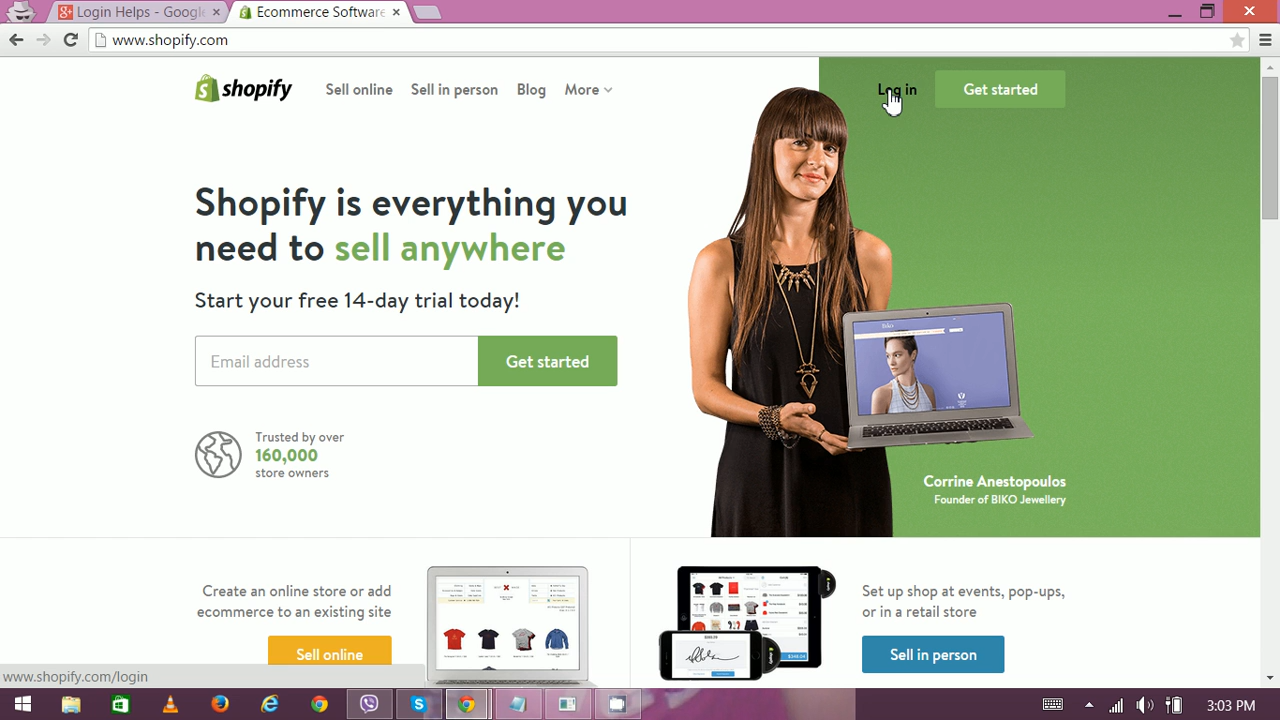 Login Helps - Google
Ecommerce Software
www.shopify.com
shopify
Sell online
Sell in person
Blog
More
Log in
Get started
Shopify is everything you
need to sell anywhere
Start your free 14-day trial today!
Email address
Get started
Trusted by over
160,000
store owners
Corrine Anestopoulos
Founder of BIKO Jewellery
Create an online store or add
ecommerce to an existing site
Sell online
Set up shop at events, pop-ups,
or in a retail store
Sell in person
www.shopify.com/login
3:03 PM